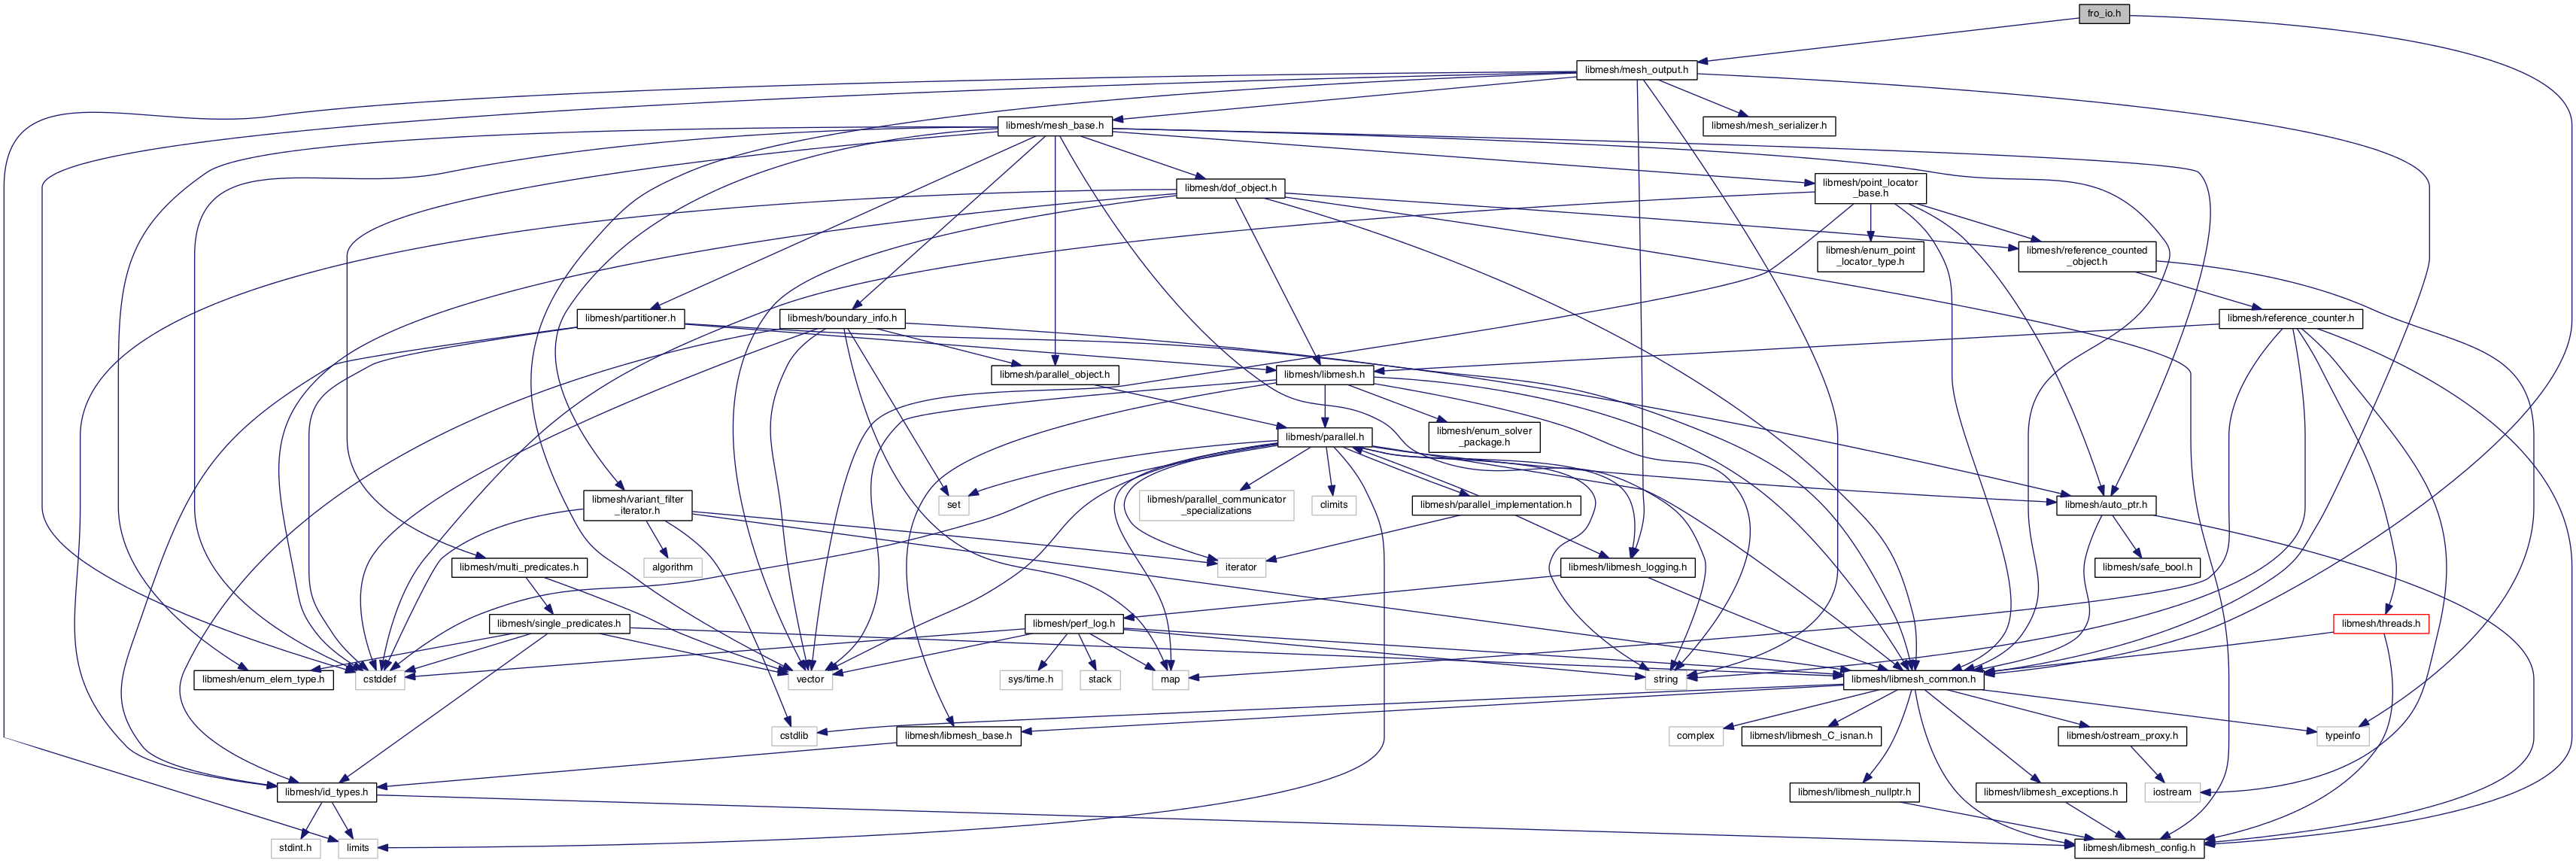 fro_io.h
libmesh/mesh_output.h
libmesh/mesh_base.h
libmesh/mesh_serializer.h
libmesh/dof_object.h
libmesh/point_locator
_base.h
libmesh/enum_point
_locator_type.h
libmesh/reference_counted
_object.h
libmesh/partitioner.h
libmesh/boundary_info.h
libmesh/reference_counter.h
libmesh/parallel_object.h
libmesh/libmesh.h
libmesh/parallel.h
libmesh/enum_solver
_package.h
libmesh/variant_filter
_iterator.h
set
libmesh/parallel_communicator
_specializations
climits
libmesh/parallel_implementation.h
libmesh/auto_ptr.h
libmesh/multi_predicates.h
algorithm
iterator
libmesh/libmesh_logging.h
libmesh/safe_bool.h
libmesh/single_predicates.h
libmesh/perf_log.h
libmesh/threads.h
libmesh/enum_elem_type.h
cstddef
vector
sys/time.h
stack
map
string
libmesh/libmesh_common.h
cstdlib
libmesh/libmesh_base.h
complex
libmesh/libmesh_C_isnan.h
libmesh/ostream_proxy.h
typeinfo
libmesh/id_types.h
libmesh/libmesh_nullptr.h
libmesh/libmesh_exceptions.h
iostream
stdint.h
limits
libmesh/libmesh_config.h